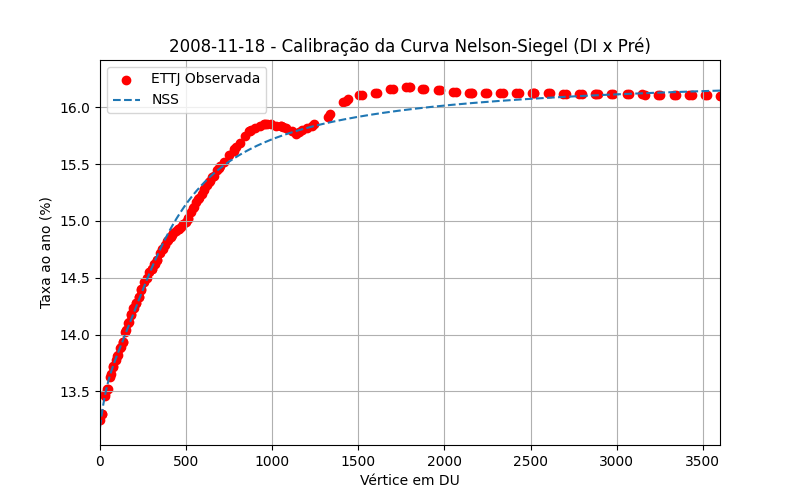 2008-11-18 - Calibração da Curva Nelson-Siegel (DI x Pré)
ETTJ Observada
NSS
Taxa ao ano (%)
16.0
15.5
15.0
14.5
14.0
13.5
0 500 1000 1500 2000 2500 3000 3500
Vértice em DU